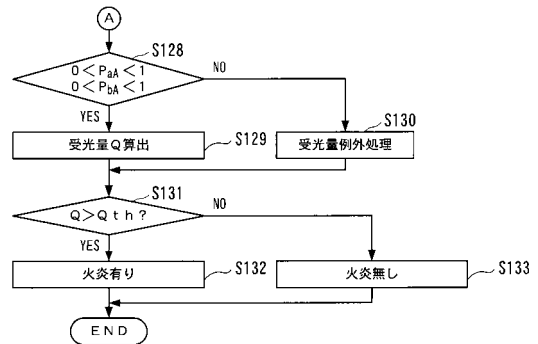 A
S128
0<PaA<1
0<PbA<1
NO
YES
S130
受光量Q算出
S129
受光量例外処理
S131
Q>Qth?
NO
YES
火炎有り
S132
火炎無し
S133
END